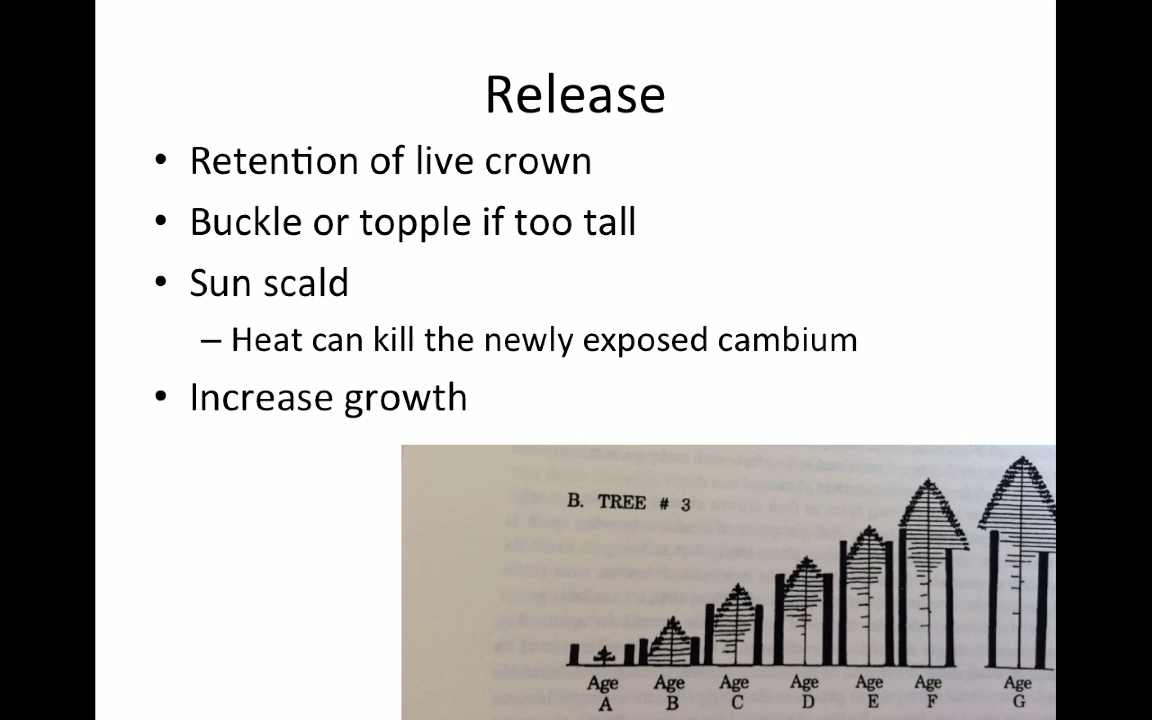 Release
• Retention of live crown
• Buckle or topple if too tall
• Sun scald
– Heat can kill the newly exposed cambium
• Increase growth
B. TREE # 3
Age Age Age Age Age Age Age
A B C D E F G